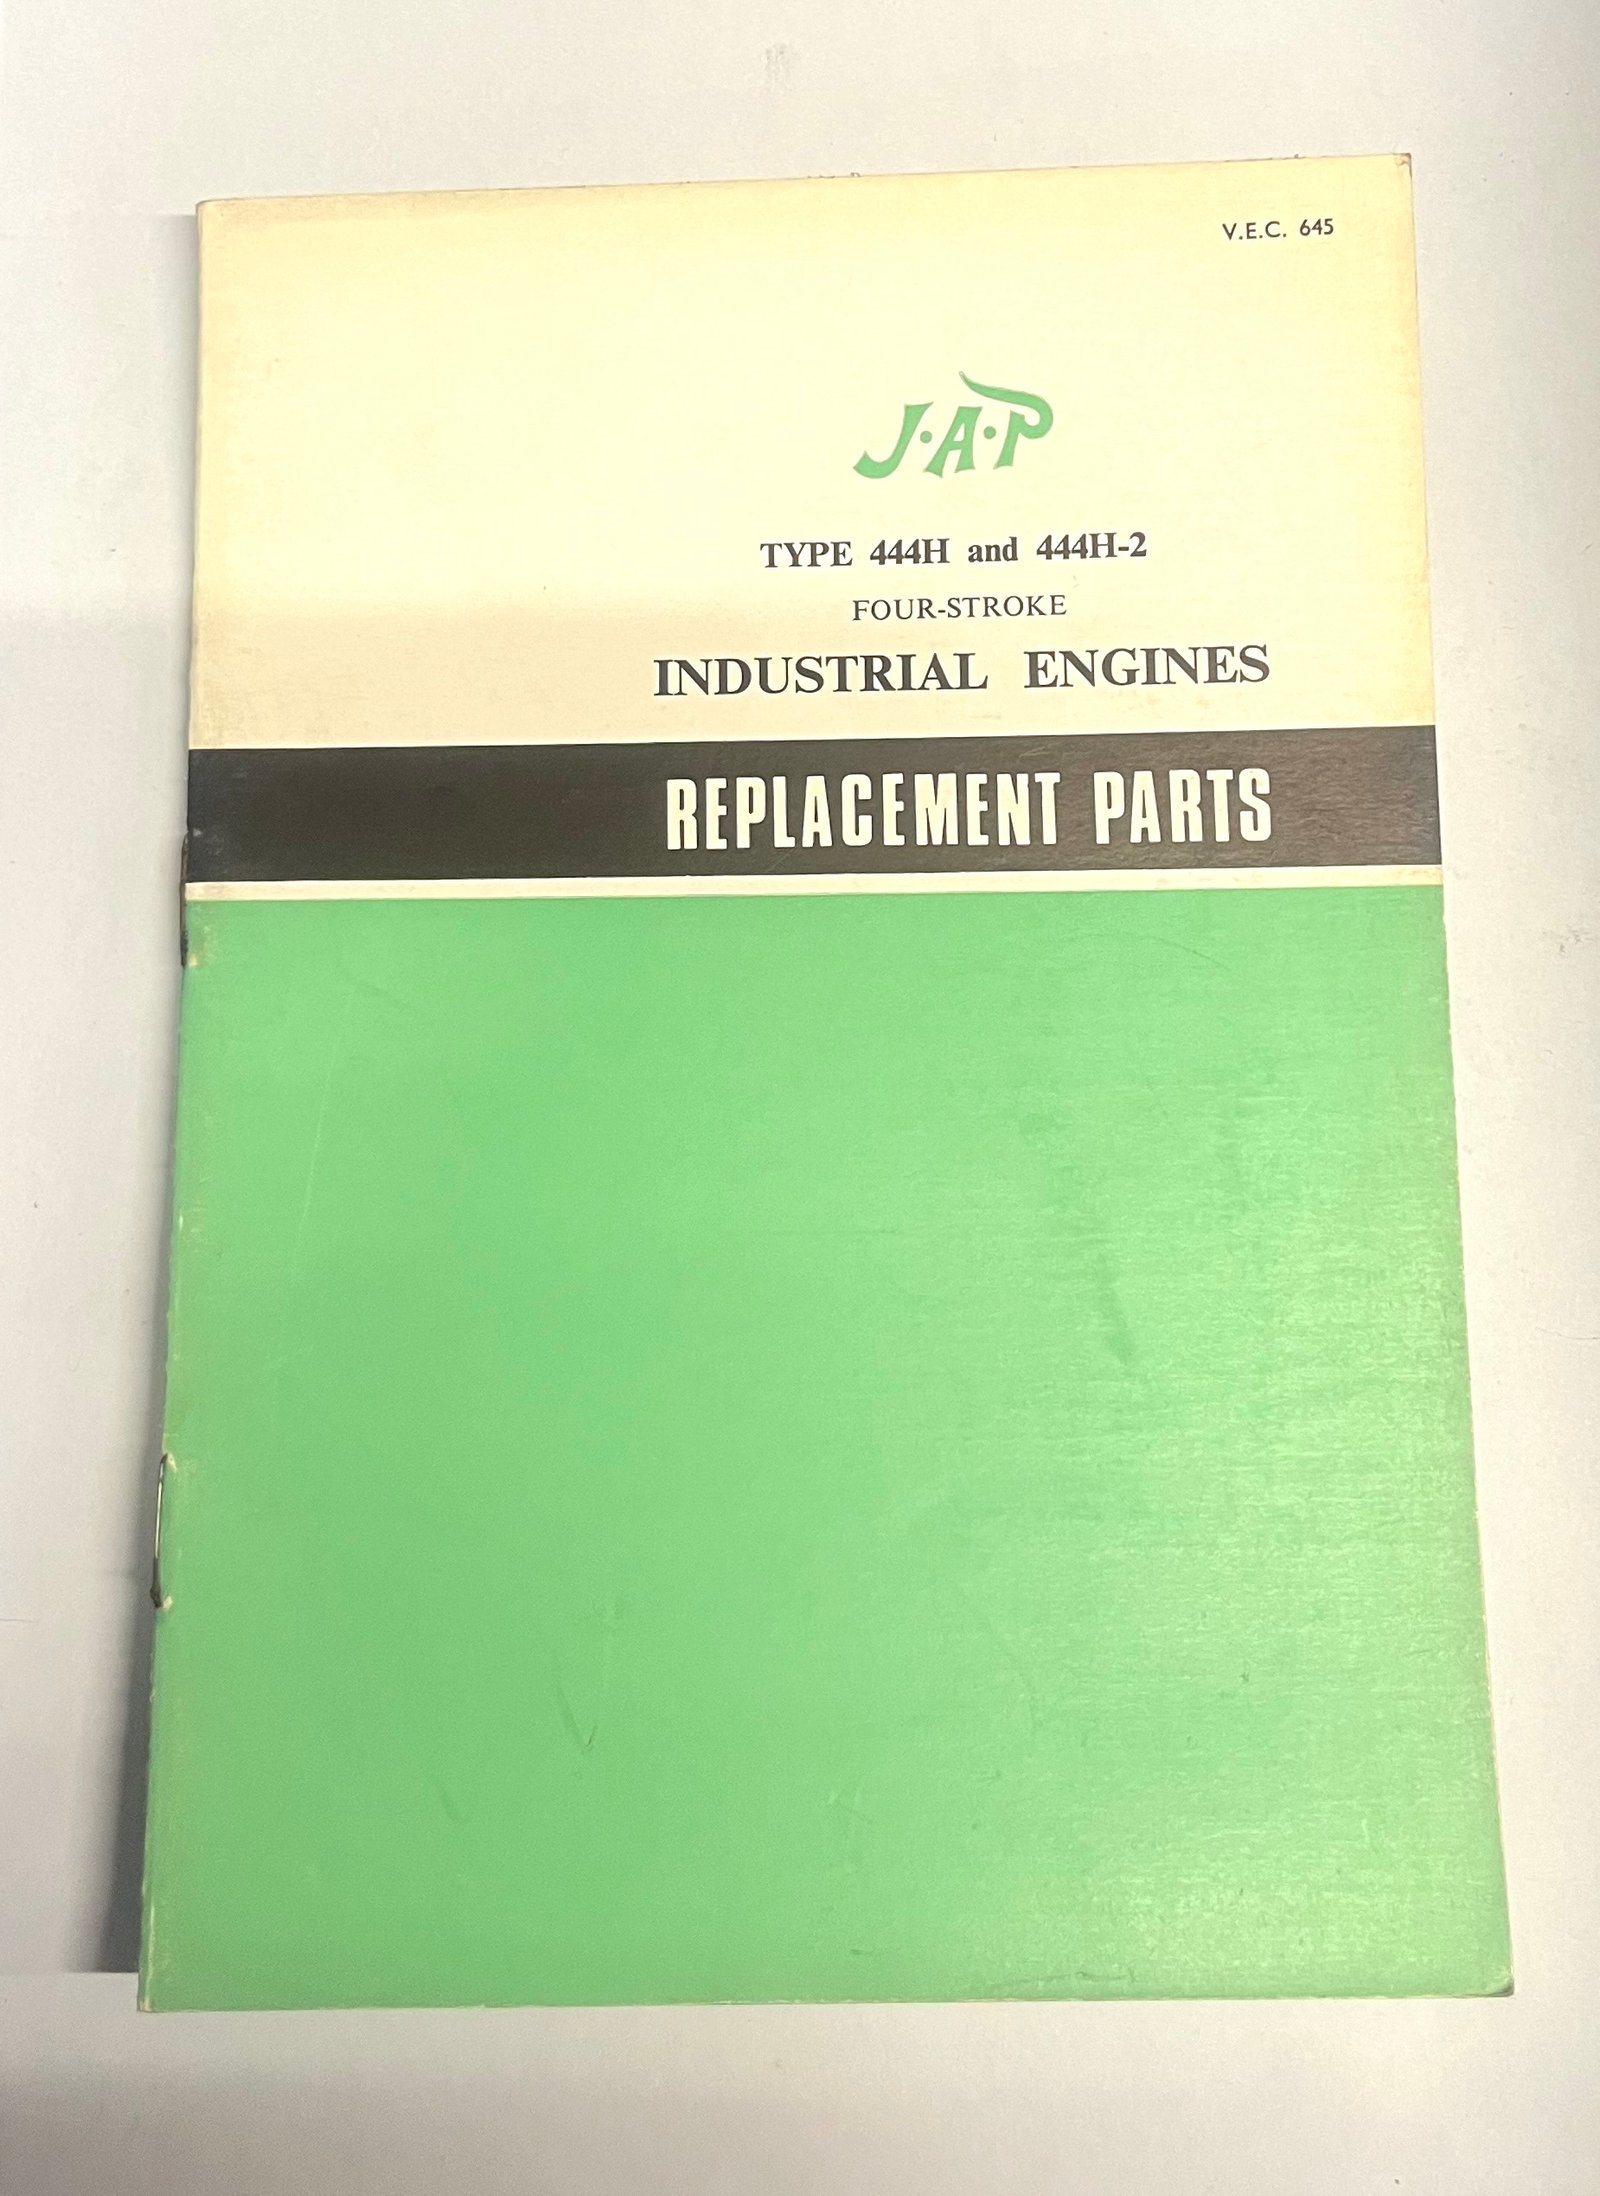 V.E.C. 645
J·A·P
TYPE 444H and 444H-2
FOUR-STROKE
INDUSTRIAL ENGINES
REPLACEMENT PARTS